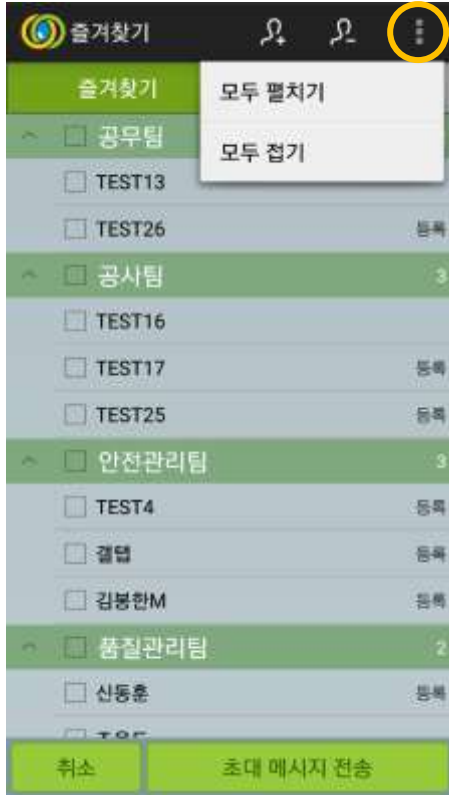 즐겨찾기
즐겨찾기
모두 펼치기
모두 접기
공무팀
TEST13
TEST26 등록
공사팀 3
TEST16
TEST17 등록
TEST25 등록
안전관리팀 3
TEST4 등록
갤탭 등록
김봉한M 등록
품질관리팀 2
신동훈 등록
취소 초대 메시지 전송